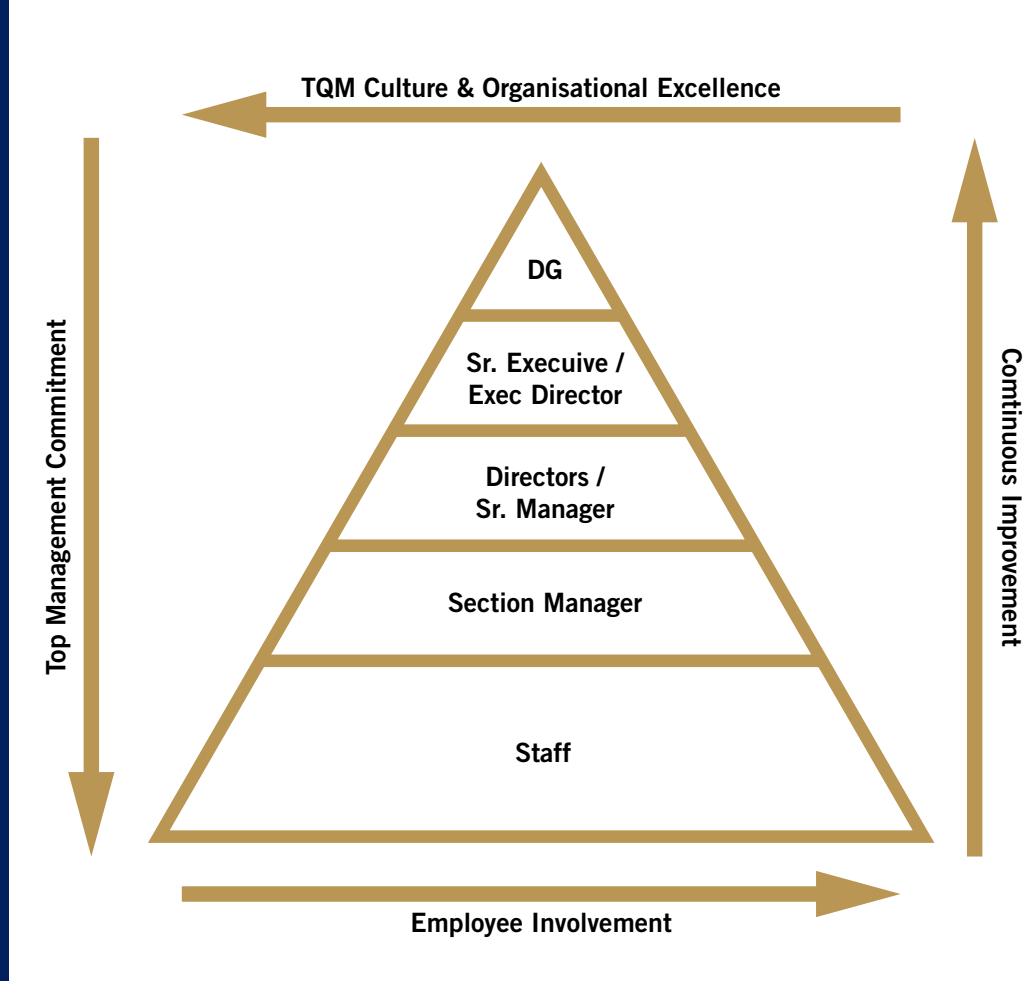 TQM Culture & Organisational Excellence
DG
Sr. Execuive /
Exec Director
Directors /
Sr. Manager
Section Manager
Staff
Top Management Commitment
Comtinuous Improvement
Employee Involvement